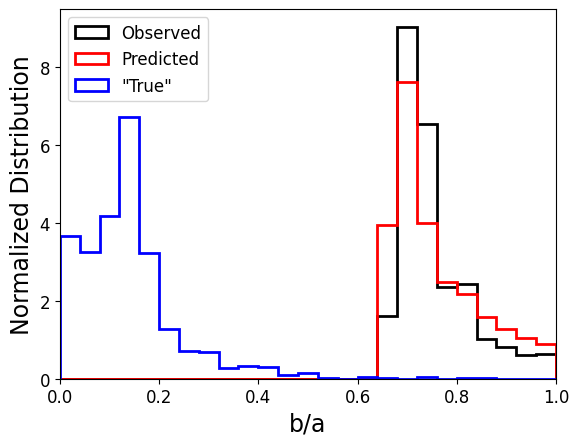 Observed
Predicted
"True"
Normalized Distribution
8
6
4
2
0
0.0 0.2 0.4 0.6 0.8 1.0
b/a